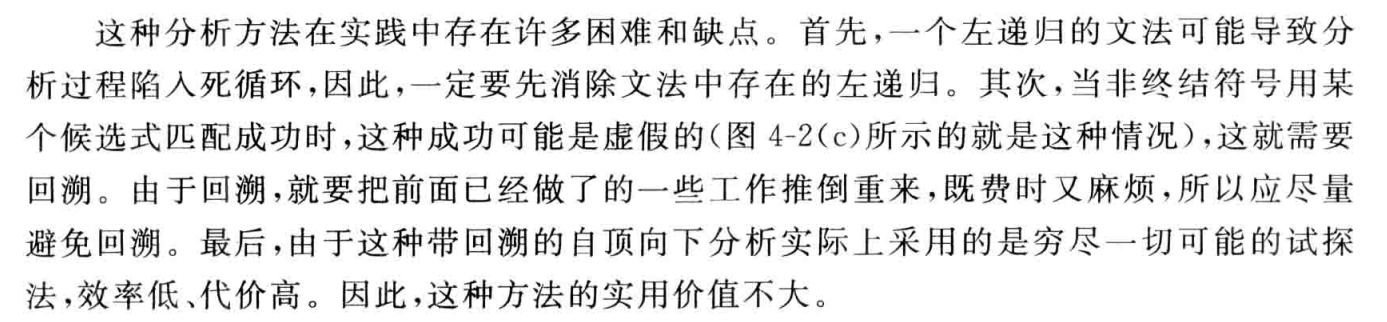 这种分析方法在实践中存在许多困难和缺点。首先,一个左递归的文法可能导致分
析过程陷入死循环,因此,一定要先消除文法中存在的左递归。其次,当非终结符号用某
个候选式匹配成功时,这种成功可能是虚假的(图 4-2(c)所示的就是这种情况),这就需要
回溯。由于回溯,就要把前面已经做了的一些工作推倒重来,既费时又麻烦,所以应尽量
避免回溯。最后,由于这种带回溯的自顶向下分析实际上采用的是穷尽一切可能的试探
法,效率低、代价高。因此,这种方法的实用价值不大。